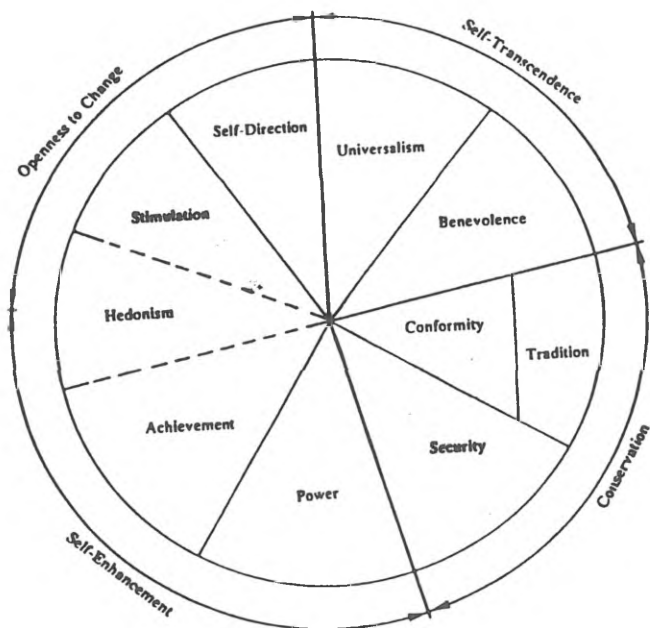 Self-Transcendence
Openness to Change
Self-Direction
Universalism
Stimulation
Benevolence
Hedonism
Conformity
Tradition
Achievement
Security
Power
Conservation
Self-Enhancement